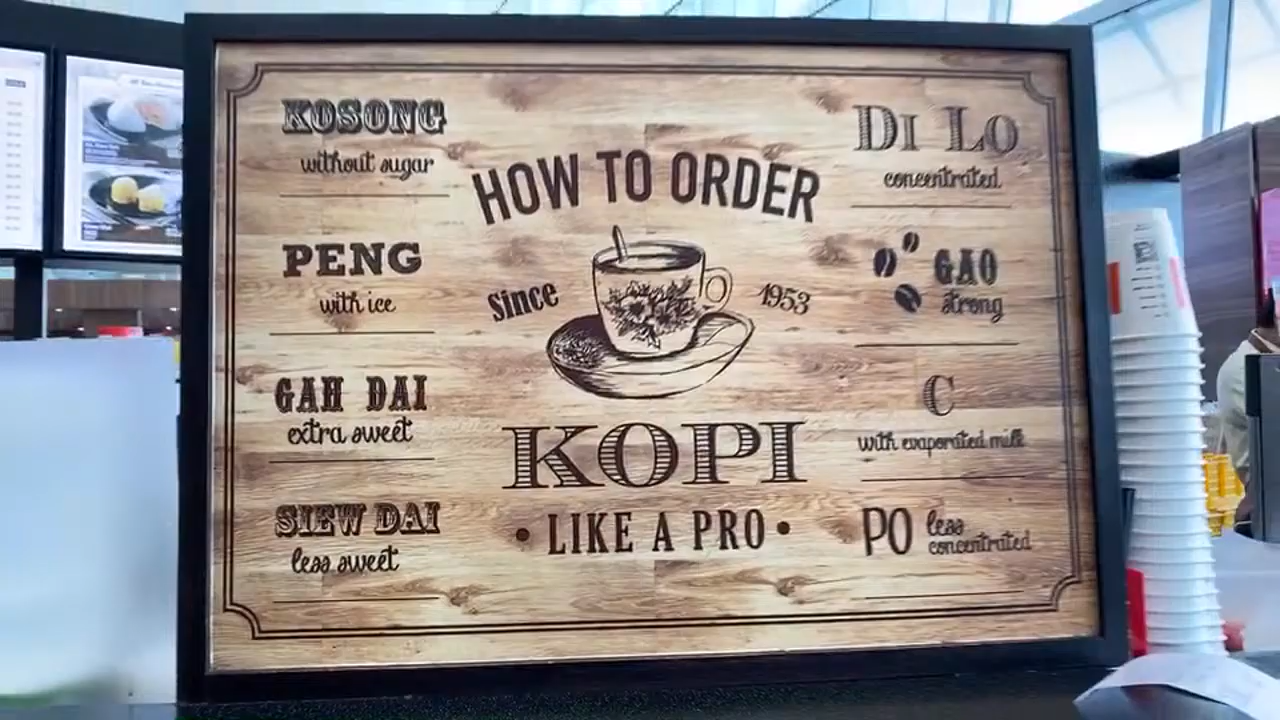 KOSONG
without sugar
PENG
with ice
GAH DAI
extra sweet
SIEW DAI
less sweet
HOW TO ORDER
Since 1953
KOPI
• LIKE A PRO •
DI LO
concentrated
GAO
strong
C
with evaporated milk
PO less
concentrated